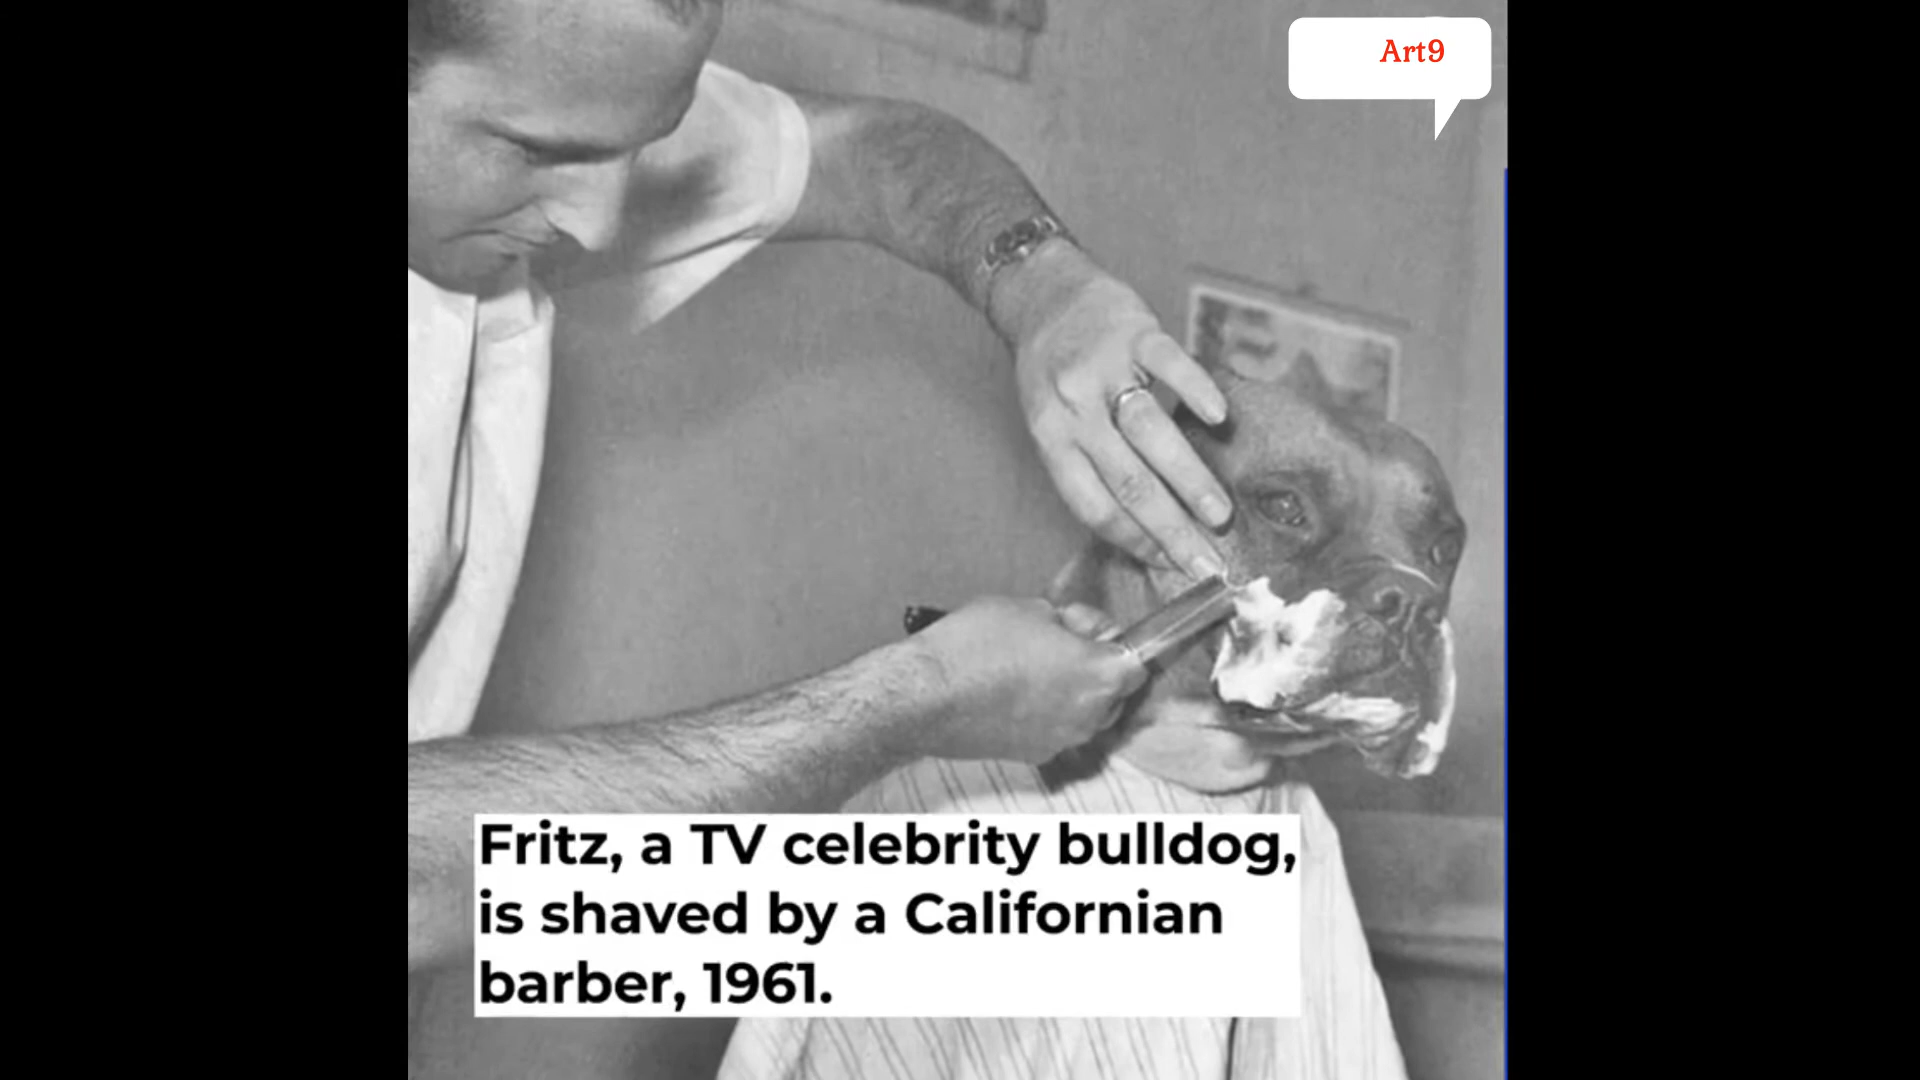 Art9
Fritz, a TV celebrity bulldog,
is shaved by a Californian
barber, 1961.